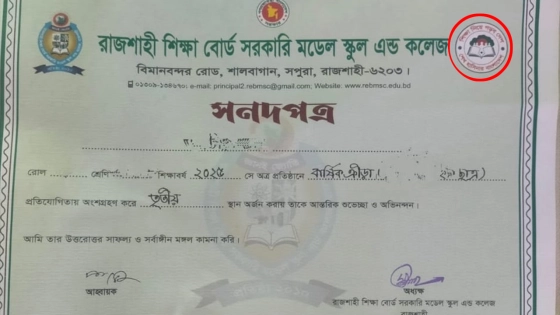 রাজশাহী শিক্ষা বোর্ড সরকারি মডেল স্কুল এন্ড কলেজ
বিমানবন্দর রোড, শালবাগান, সপুরা, রাজশাহী-৬২০৩।
e-mail: principal2.rebmsc@gmail.com; Website: www.rebmsc.edu.bd
সনদপত্র
রোল শ্রেণি শিক্ষাবর্ষ ২০২৫ সে অত্র প্রতিষ্ঠানে বার্ষিক ক্রীড়া
প্রতিযোগিতায় অংশগ্রহণ করে তৃতীয় স্থান অর্জন করায় তাকে আন্তরিক শুভেচ্ছা ও অভিনন্দন।
আমি তার উত্তরোত্তর সাফল্য ও সর্বাঙ্গীন মঙ্গল কামনা করি।
আহ্বায়ক
অধ্যক্ষ
রাজশাহী শিক্ষা বোর্ড সরকারি মডেল স্কুল এন্ড কলেজ
রাজশাহী